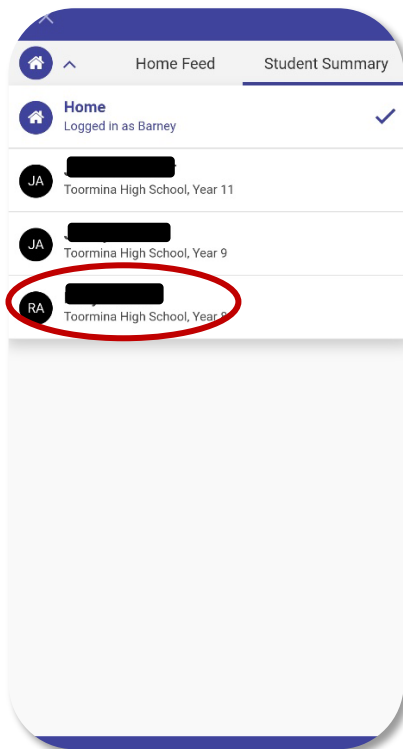 Home Feed Student Summary
Home
Logged in as Barney
JA
Toormina High School, Year 11
JA
Toormina High School, Year 9
RA
Toormina High School, Year 8